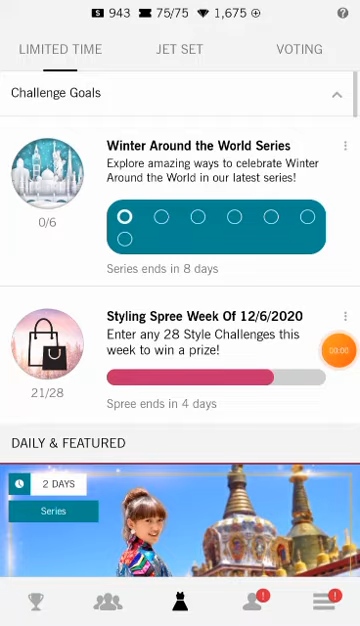 $ 943 75/75 1,675
?
LIMITED TIME JET SET VOTING
Challenge Goals
Winter Around the World Series
Explore amazing ways to celebrate Winter
Around the World in our latest series!
0/6
Series ends in 8 days
Styling Spree Week Of 12/6/2020
Enter any 28 Style Challenges this
week to win a prize!
00:00
21/28
Spree ends in 4 days
DAILY & FEATURED
2 DAYS
Series
!
!